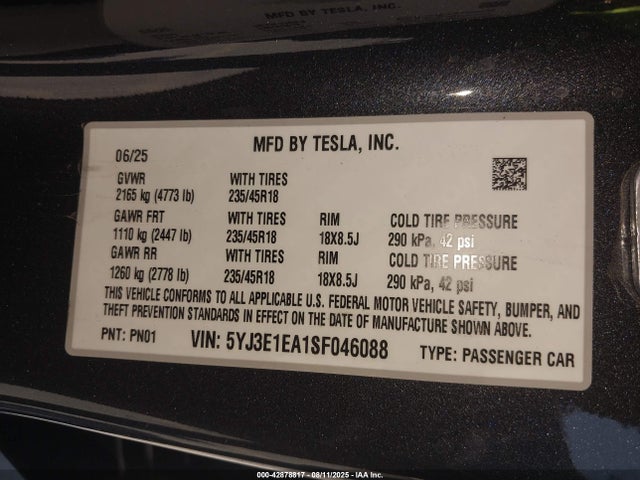 MFD BY TESLA, INC.
MFD BY TESLA, INC.
06/25
GVWR WITH TIRES
2165 kg (4773 lb) 235/45R18
GAWR FRT WITH TIRES RIM COLD TIRE PRESSURE
1110 kg (2447 lb) 235/45R18 18X8.5J 290 kPa, 42 psi
GAWR RR WITH TIRES RIM COLD TIRE PRESSURE
1260 kg (2778 lb) 235/45R18 18X8.5J 290 kPa, 42 psi
THIS VEHICLE CONFORMS TO ALL APPLICABLE U.S. FEDERAL MOTOR VEHICLE SAFETY, BUMPER, AND
THEFT PREVENTION STANDARDS IN EFFECT ON THE DATE OF MANUFACTURE SHOWN ABOVE.
PNT: PN01 VIN: 5YJ3E1EA1SF046088 TYPE: PASSENGER CAR
000-42878817 - 08/11/2025 - IAA Inc.